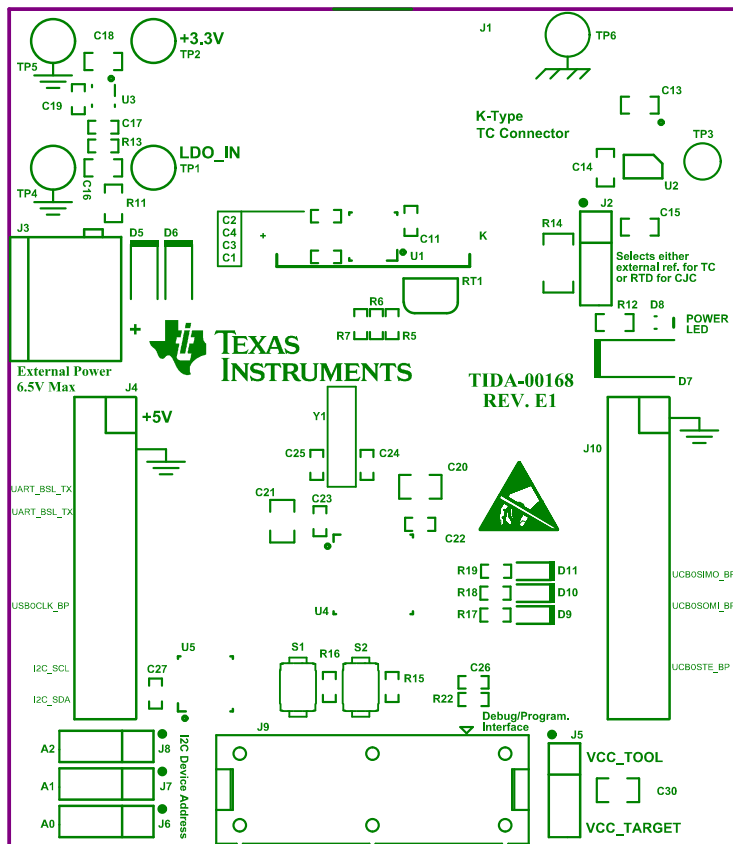 C18
+3.3V
J1
TP5
TP2
TP6
C19
U3
C17
R13
K-Type
TC Connector
C13
TP3
LDO_IN
TP4
C16
TP1
R11
C14
U2
J3
D5
D6
C2
C4
C3
C1
+
C11
U1
K
R14
J2
C15
Selects either
external ref. for TC
or RTD for CJC
RT1
R6
R7
R5
R12
D8
POWER
LED
+
TEXAS
INSTRUMENTS
External Power
6.5V Max
J4
TIDA-00168
REV. E1
D7
+5V
Y1
J10
C25
C24
C20
UART_BSL_TX
UART_BSL_TX
C21
C23
C22
R19
D11
UCB0SIMO_BP
R18
D10
USB0CLK_BP
U4
R17
D9
UCB0SOMI_BP
U5
S1
R16
S2
I2C_SCL
C27
R15
C26
UCB0STE_BP
I2C_SDA
R22
J9
Debug/Program.
Interface
J5
A2
J8
I2C Device Address
VCC_TOOL
A1
J7
C30
A0
J6
VCC_TARGET